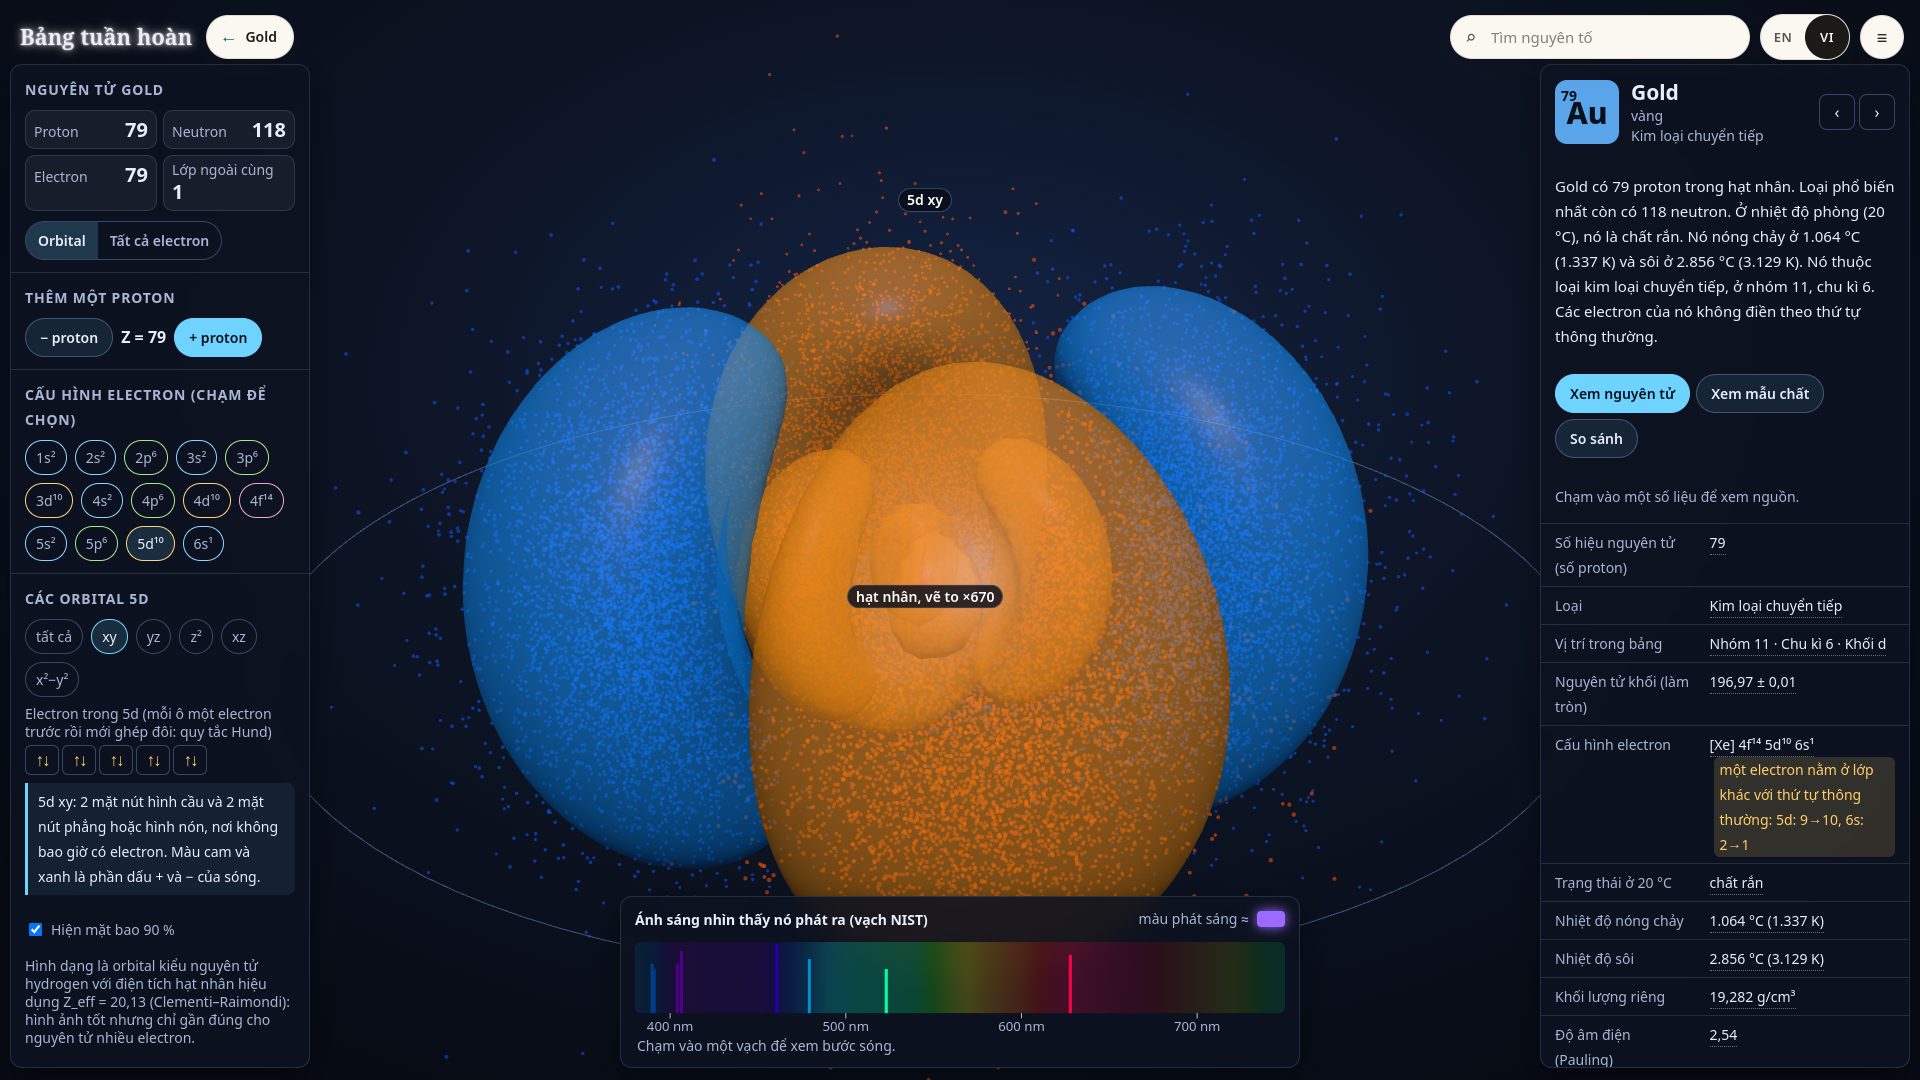 Bảng tuần hoàn
← Gold
Tìm nguyên tố
EN VI
≡
NGUYÊN TỬ GOLD
Proton 79
Neutron 118
Electron 79
Lớp ngoài cùng
1
Orbital
Tất cả electron
THÊM MỘT PROTON
− proton
Z = 79
+ proton
CẤU HÌNH ELECTRON (CHẠM ĐỂ
CHỌN)
1s² 2s² 2p⁶ 3s² 3p⁶
3d¹⁰ 4s² 4p⁶ 4d¹⁰ 4f¹⁴
5s² 5p⁶ 5d¹⁰ 6s¹
CÁC ORBITAL 5D
tất cả xy yz z² xz
x²−y²
Electron trong 5d (mỗi ô một electron
trước rồi mới ghép đôi: quy tắc Hund)
↑↓ ↑↓ ↑↓ ↑↓ ↑↓
5d xy: 2 mặt nút hình cầu và 2 mặt
nút phẳng hoặc hình nón, nơi không
bao giờ có electron. Màu cam và
xanh là phần dấu + và − của sóng.
Hiện mặt bao 90 %
Hình dạng là orbital kiểu nguyên tử
hydrogen với điện tích hạt nhân hiệu
dụng Z_eff = 20,13 (Clementi–Raimondi):
hình ảnh tốt nhưng chỉ gần đúng cho
nguyên tử nhiều electron.
5d xy
hạt nhân, vẽ to ×670
Ánh sáng nhìn thấy nó phát ra (vạch NIST)
màu phát sáng ≈
400 nm 500 nm 600 nm 700 nm
Chạm vào một vạch để xem bước sóng.
79
Au
Gold
vàng
Kim loại chuyển tiếp
‹ ›
Gold có 79 proton trong hạt nhân. Loại phổ biến
nhất còn có 118 neutron. Ở nhiệt độ phòng (20
°C), nó là chất rắn. Nó nóng chảy ở 1.064 °C
(1.337 K) và sôi ở 2.856 °C (3.129 K). Nó thuộc
loại kim loại chuyển tiếp, ở nhóm 11, chu kì 6.
Các electron của nó không điền theo thứ tự
thông thường.
Xem nguyên tử
Xem mẫu chất
So sánh
Chạm vào một số liệu để xem nguồn.
Số hiệu nguyên tử
(số proton)
79
Loại
Kim loại chuyển tiếp
Vị trí trong bảng
Nhóm 11 · Chu kì 6 · Khối d
Nguyên tử khối (làm
tròn)
196,97 ± 0,01
Cấu hình electron
[Xe] 4f¹⁴ 5d¹⁰ 6s¹
một electron nằm ở lớp
khác với thứ tự thông
thường: 5d: 9→10, 6s:
2→1
Trạng thái ở 20 °C
chất rắn
Nhiệt độ nóng chảy
1.064 °C (1.337 K)
Nhiệt độ sôi
2.856 °C (3.129 K)
Khối lượng riêng
19,282 g/cm³
Độ âm điện
(Pauling)
2,54